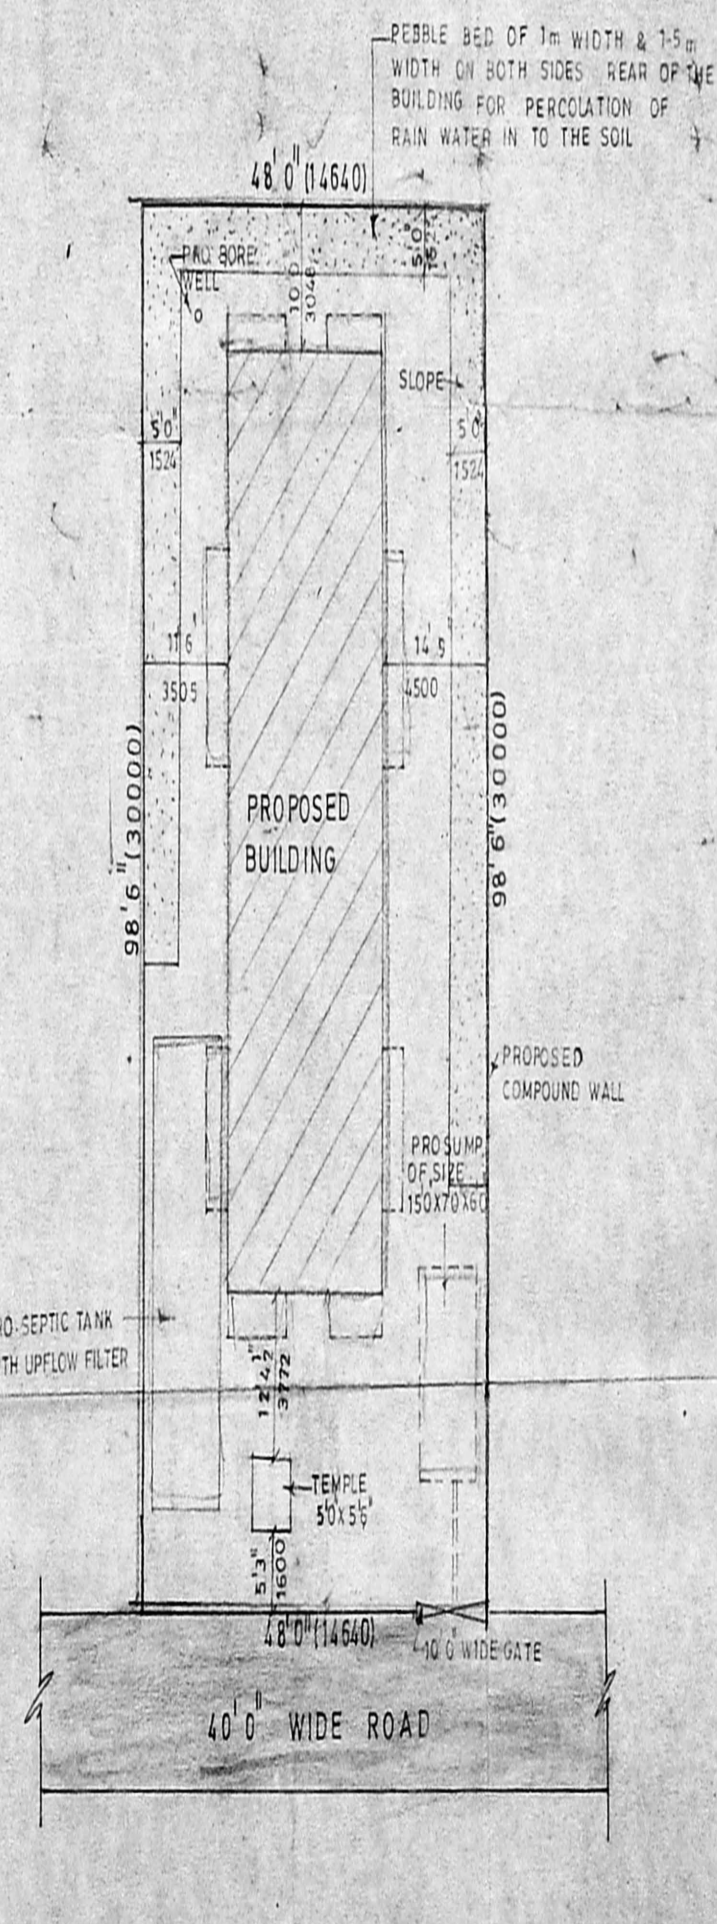 PEBBLE BED OF 1m WIDTH & 1·5m
WIDTH ON BOTH SIDES REAR OF THE
BUILDING FOR PERCOLATION OF
RAIN WATER IN TO THE SOIL
48' 0" (14640)
PRO. BORE
WELL
10' 0
3048
5'0"
SLOPE
5'0"
1524
5'0"
1524
11'6
3505
14' 9
4500
98'6"(30000)
98'6"(30000)
PROPOSED
BUILDING
PROPOSED
COMPOUND WALL
PRO SUMP
OF SIZE
150X70X60
O.SEPTIC TANK
TH UPFLOW FILTER
3772
TEMPLE
5'0"X5'6"
5'3"
1600
48'0"(14640)
10'0" WIDE GATE
40'0" WIDE ROAD